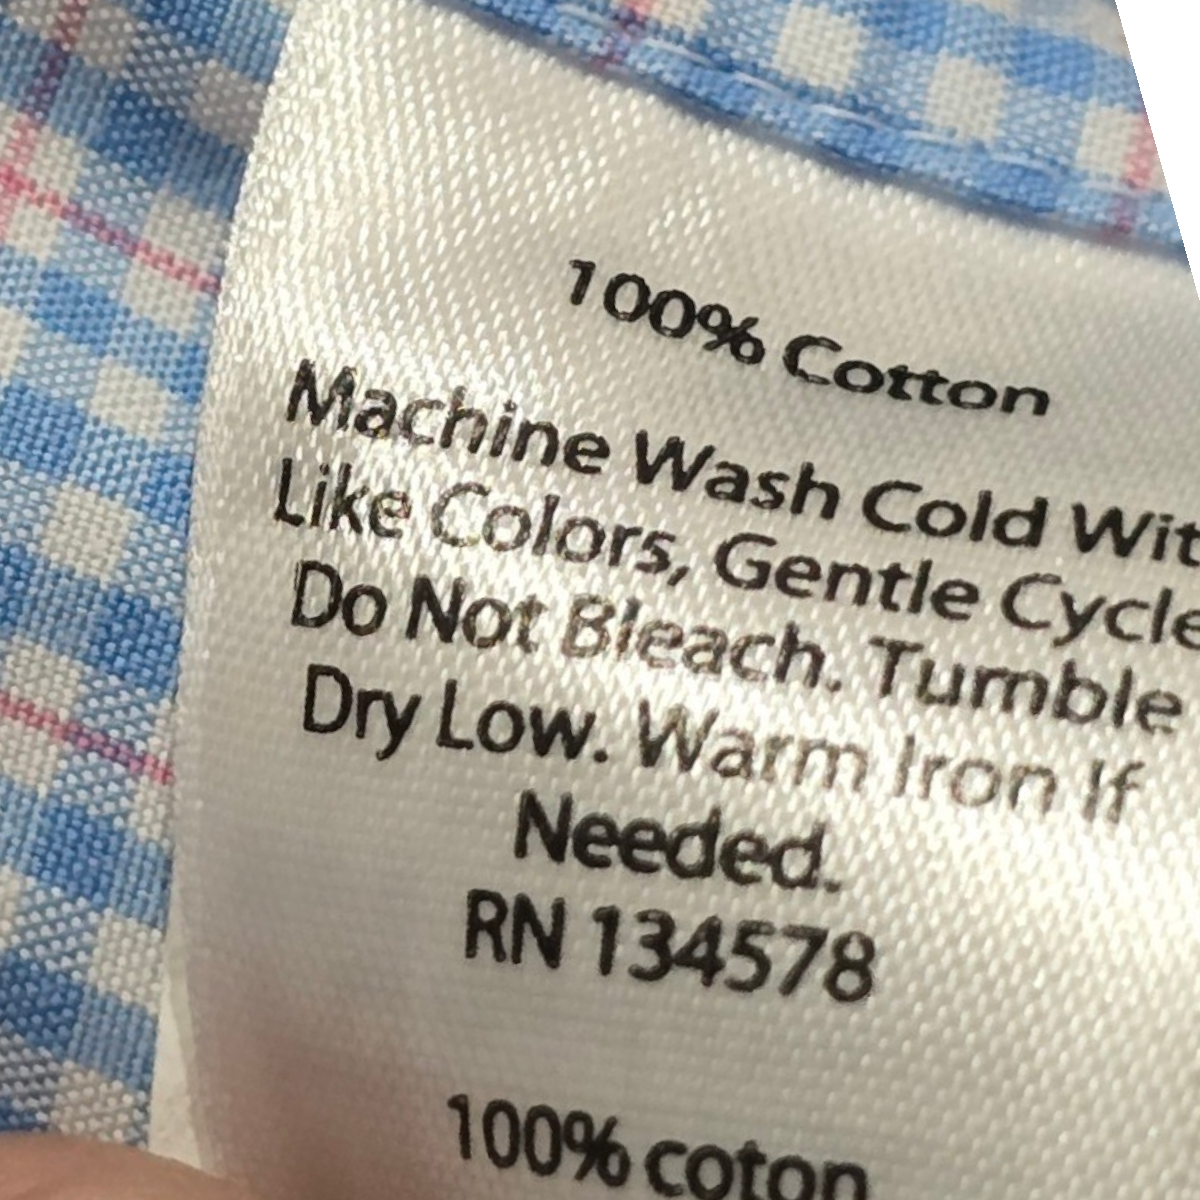 100% Cotton
Machine Wash Cold Wit
Like Colors, Gentle Cycle
Do Not Bleach. Tumble
Dry Low. Warm Iron If
Needed.
RN 134578
100% coton